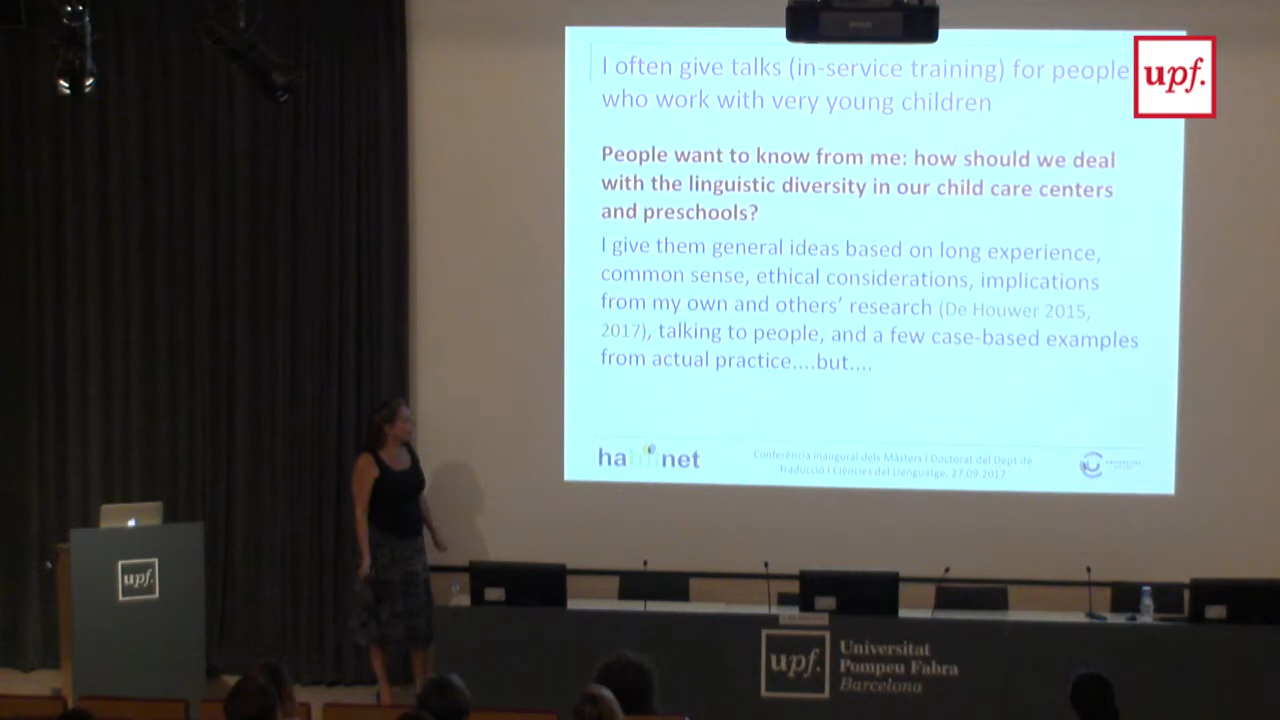 I often give talks (in-service training) for people
who work with very young children
upf.
People want to know from me: how should we deal
with the linguistic diversity in our child care centers
and preschools?
I give them general ideas based on long experience,
common sense, ethical considerations, implications
from my own and others’ research (De Houwer 2015,
2017), talking to people, and a few case-based examples
from actual practice....but....
Conferència inaugural dels Màsters i Doctorat del Dept de
Traducció i Ciències del Llenguatge, 27.09.2017
upf.
upf.
Universitat
Pompeu Fabra
Barcelona